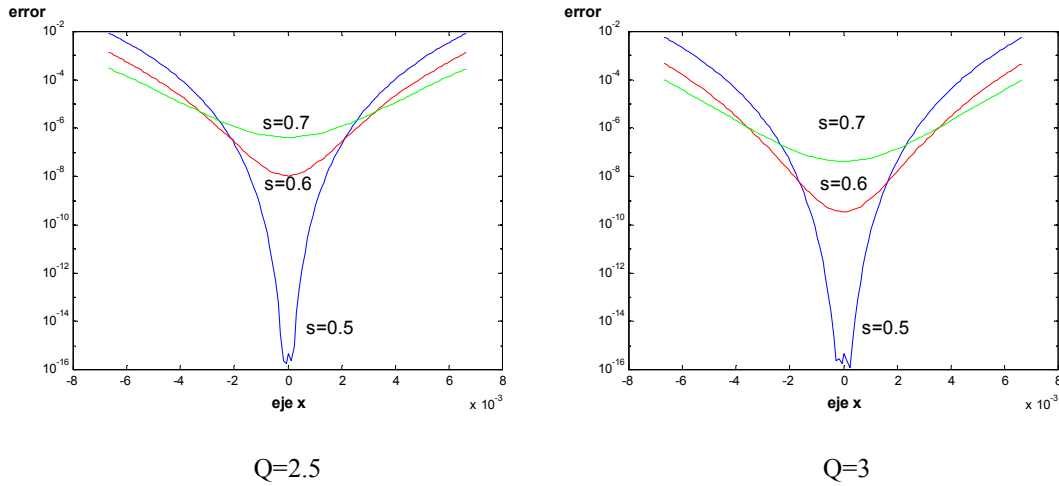 error
10^-2
10^-4
10^-6
10^-8
10^-10
10^-12
10^-14
10^-16
s=0.7
s=0.6
s=0.5
-8 -6 -4 -2 0 2 4 6 8
eje x
x 10^-3
Q=2.5
error
10^-2
10^-4
10^-6
10^-8
10^-10
10^-12
10^-14
10^-16
s=0.7
s=0.6
s=0.5
-8 -6 -4 -2 0 2 4 6 8
eje x
x 10^-3
Q=3